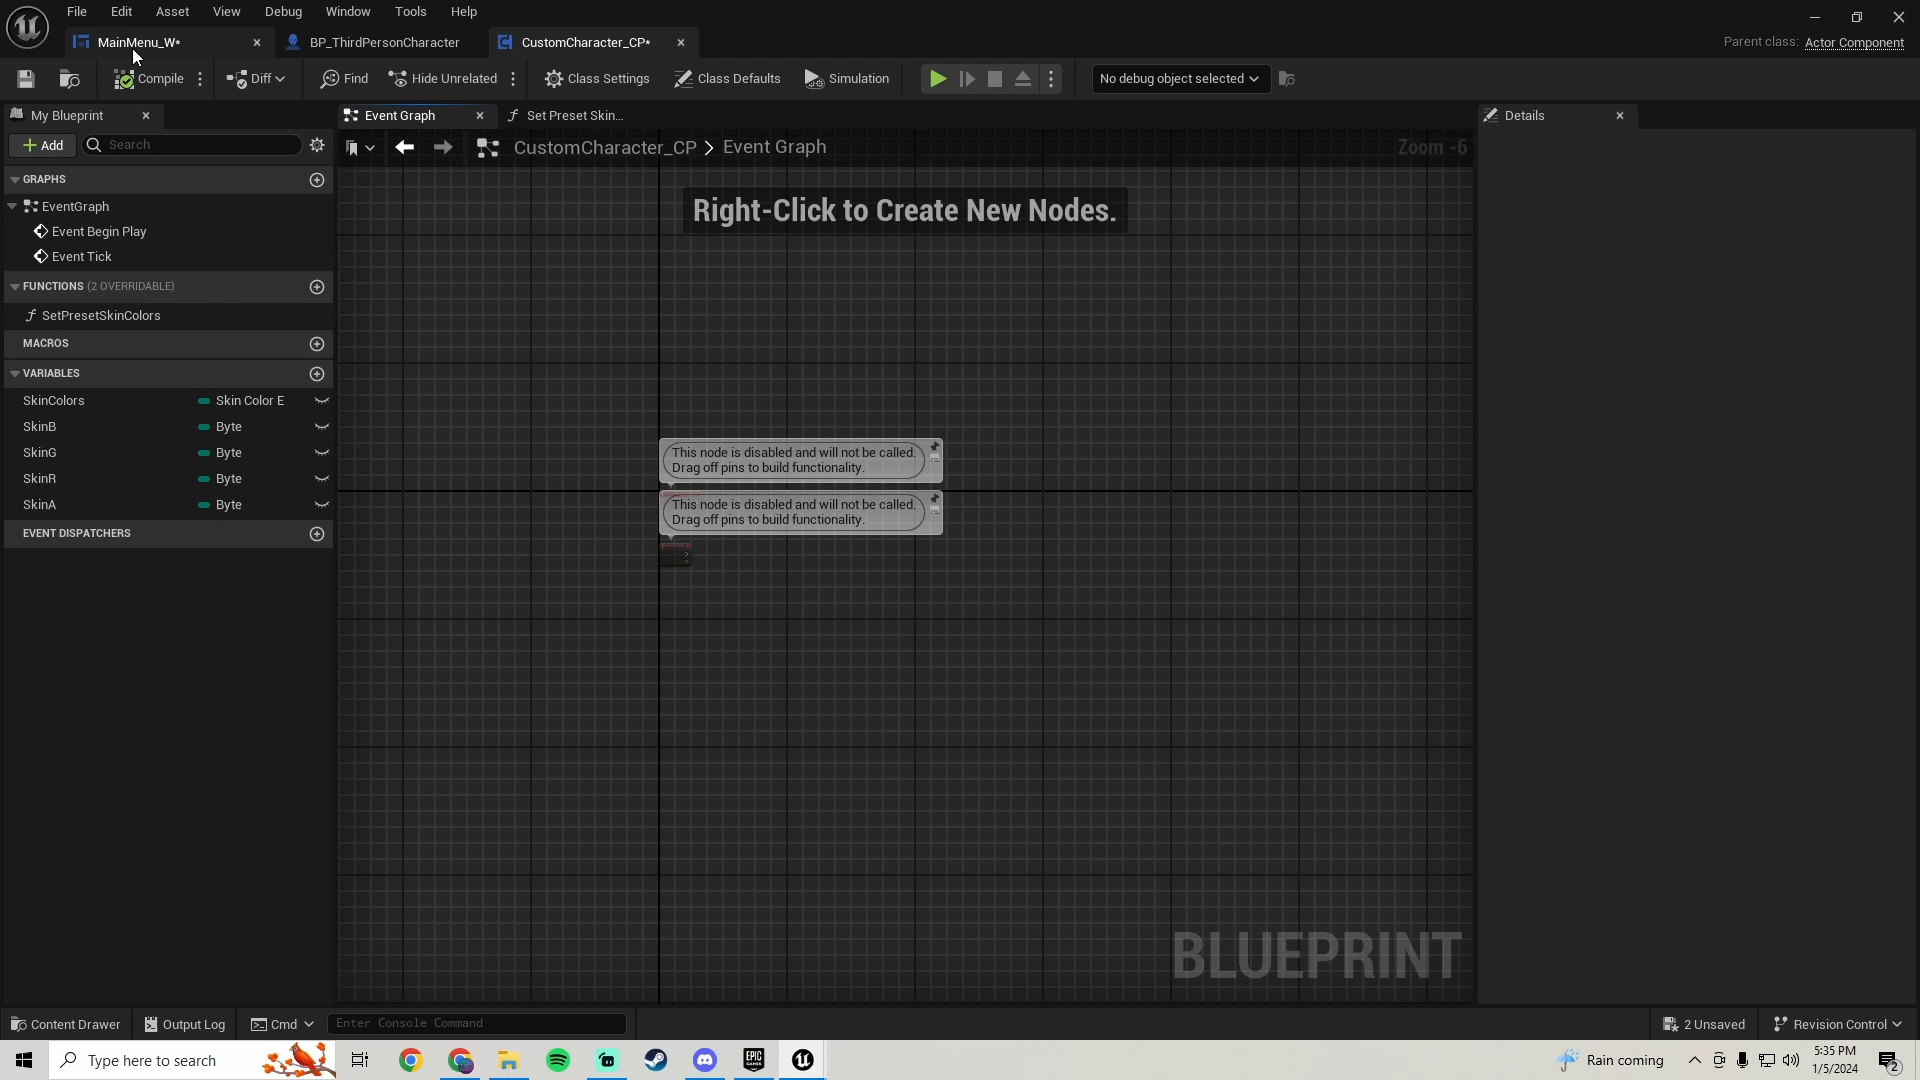 File Edit Asset View Debug Window Tools Help
MainMenu_W* BP_ThirdPersonCharacter CustomCharacter_CP* Parent class: Actor Component
Compile Diff Find Hide Unrelated Class Settings Class Defaults Simulation No debug object selected
My Blueprint Event Graph Set Preset Skin... Details
Add Search CustomCharacter_CP > Event Graph Zoom -6
GRAPHS
EventGraph
Event Begin Play
Event Tick
FUNCTIONS (2 OVERRIDABLE)
SetPresetSkinColors
MACROS
VARIABLES
SkinColors Skin Color E
SkinB Byte
SkinG Byte
SkinR Byte
SkinA Byte
EVENT DISPATCHERS
Right-Click to Create New Nodes.
This node is disabled and will not be called.
Drag off pins to build functionality.
This node is disabled and will not be called.
Drag off pins to build functionality.
BLUEPRINT
Content Drawer Output Log Cmd Enter Console Command 2 Unsaved Revision Control
Type here to search EPIC GAMES Rain coming 5:35 PM
1/5/2024 2